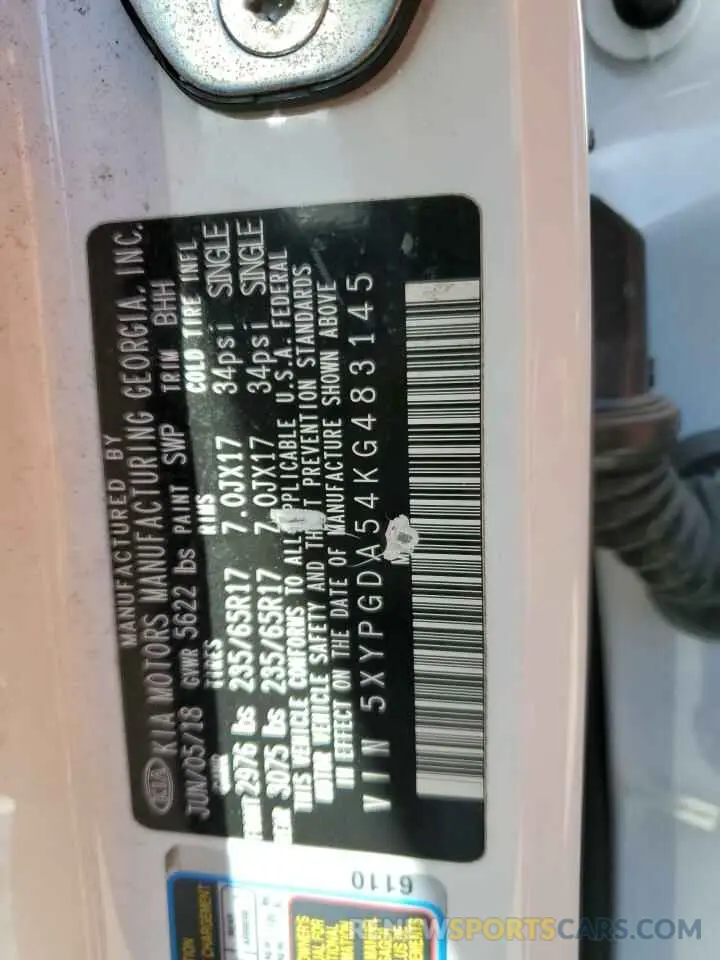 MANUFACTURED BY
KIA KIA MOTORS MANUFACTURING GEORGIA, INC.
JUN/05/18 GVWR 5622 lbs PAINT SWP TRIM BHH
TIRES RIMS COLD TIRE INFL
2976 lbs 235/65R17 7.0JX17 34psi SINGLE
3075 lbs 235/65R17 7.0JX17 34psi SINGLE
THIS VEHICLE CONFORMS TO ALL APPLICABLE U.S.A. FEDERAL
MOTOR VEHICLE SAFETY AND PREVENTION STANDARDS
IN EFFECT ON THE DATE OF MANUFACTURE SHOWN ABOVE
VIN 5XYPGDA54KG483145
6110
RENEWSPORTSCARS.COM